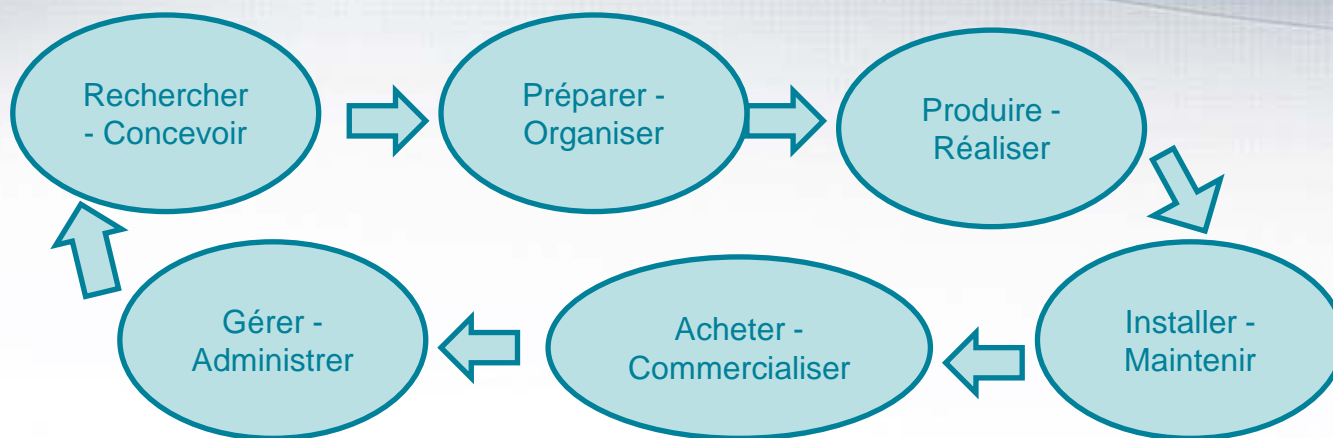 Rechercher
- Concevoir
Préparer -
Organiser
Produire -
Réaliser
Installer -
Maintenir
Acheter -
Commercialiser
Gérer -
Administrer